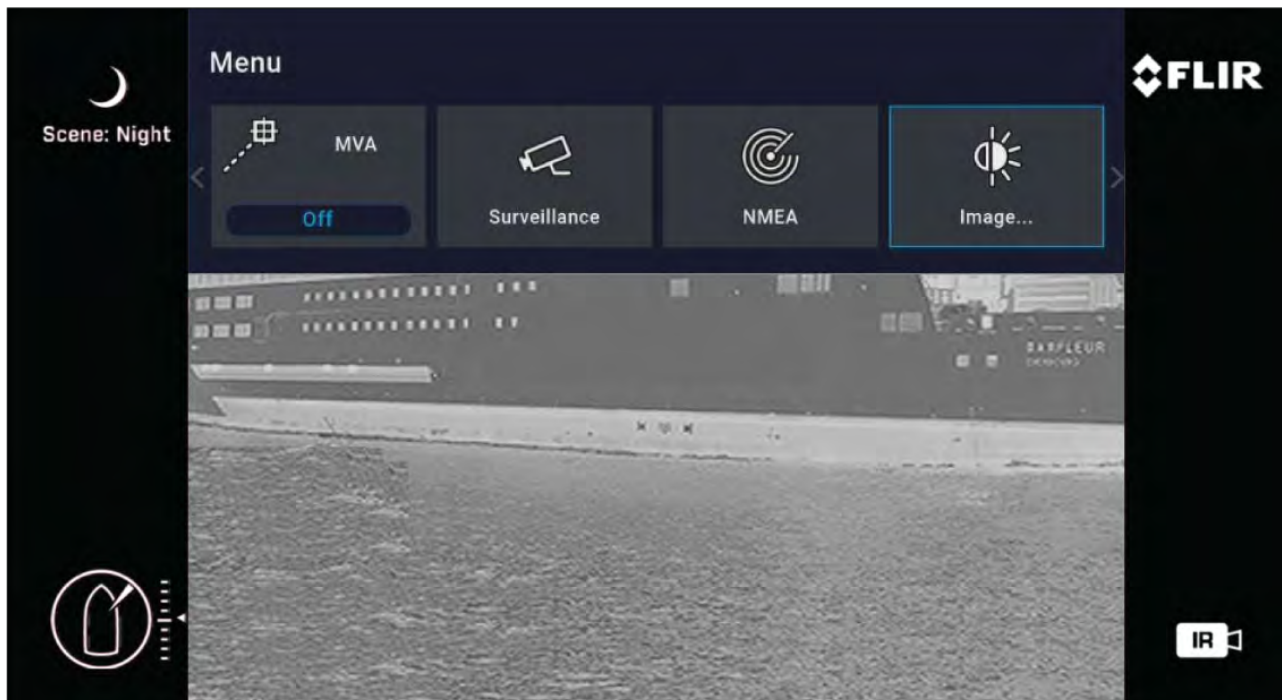 Menu
FLIR
Scene: Night
MVA
Off
Surveillance
NMEA
Image...
BARFLEUR
IR